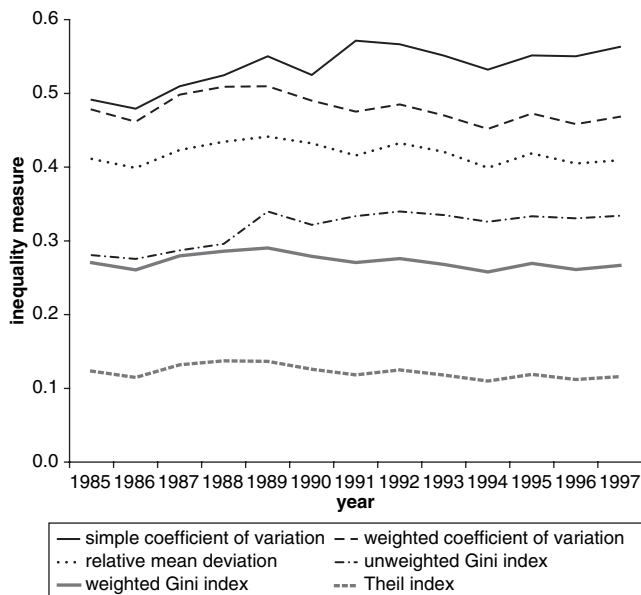 0.6
0.5
0.4
0.3
0.2
0.1
0.0
inequality measure
1985 1986 1987 1988 1989 1990 1991 1992 1993 1994 1995 1996 1997
year
simple coefficient of variation weighted coefficient of variation
relative mean deviation unweighted Gini index
weighted Gini index Theil index